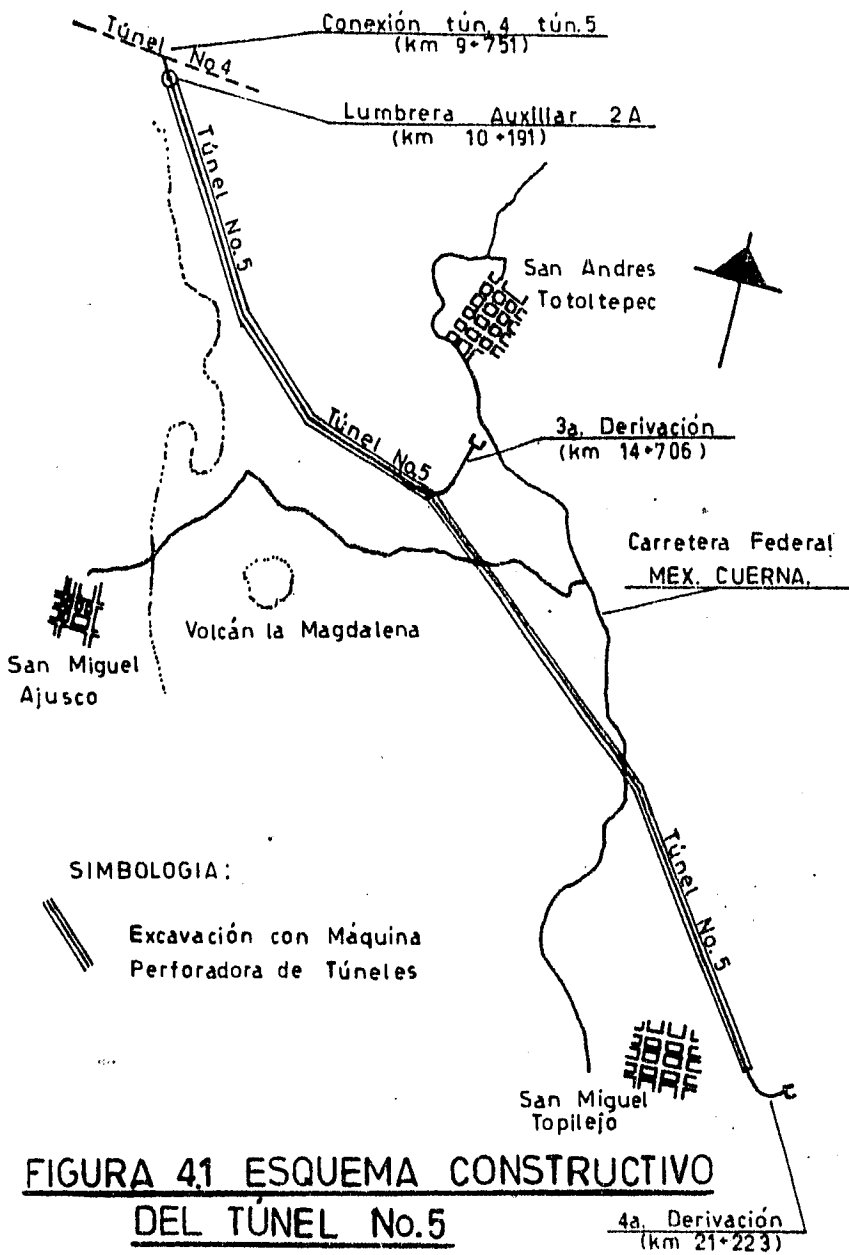 Túnel No.4
Conexión tún. 4 tún. 5
(km 9+751)
Lumbrera Auxiliar 2A
(km 10+191)
Túnel No.5
San Andres
Totoltepec
Túnel No.5
3a. Derivación
(km 14+706)
Carretera Federal
MEX. CUERNA.
Volcán la Magdalena
San Miguel
Ajusco
SIMBOLOGIA:
Excavación con Máquina
Perforadora de Túneles
Túnel No.5
San Miguel
Topilejo
FIGURA 4.1 ESQUEMA CONSTRUCTIVO
DEL TÚNEL No.5
4a. Derivación
(km 21+223)